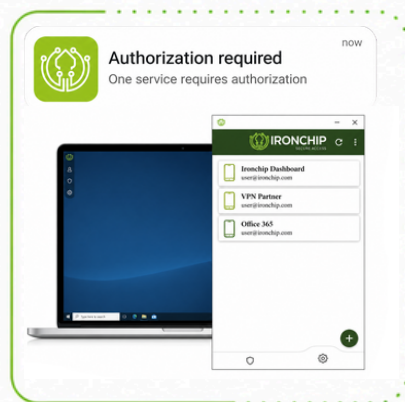 Authorization required
now
One service requires authorization
IRONCHIP
Ironchip Dashboard
user@ironchip.com
VPN Partner
user@ironchip.com
Office 365
user@ironchip.com